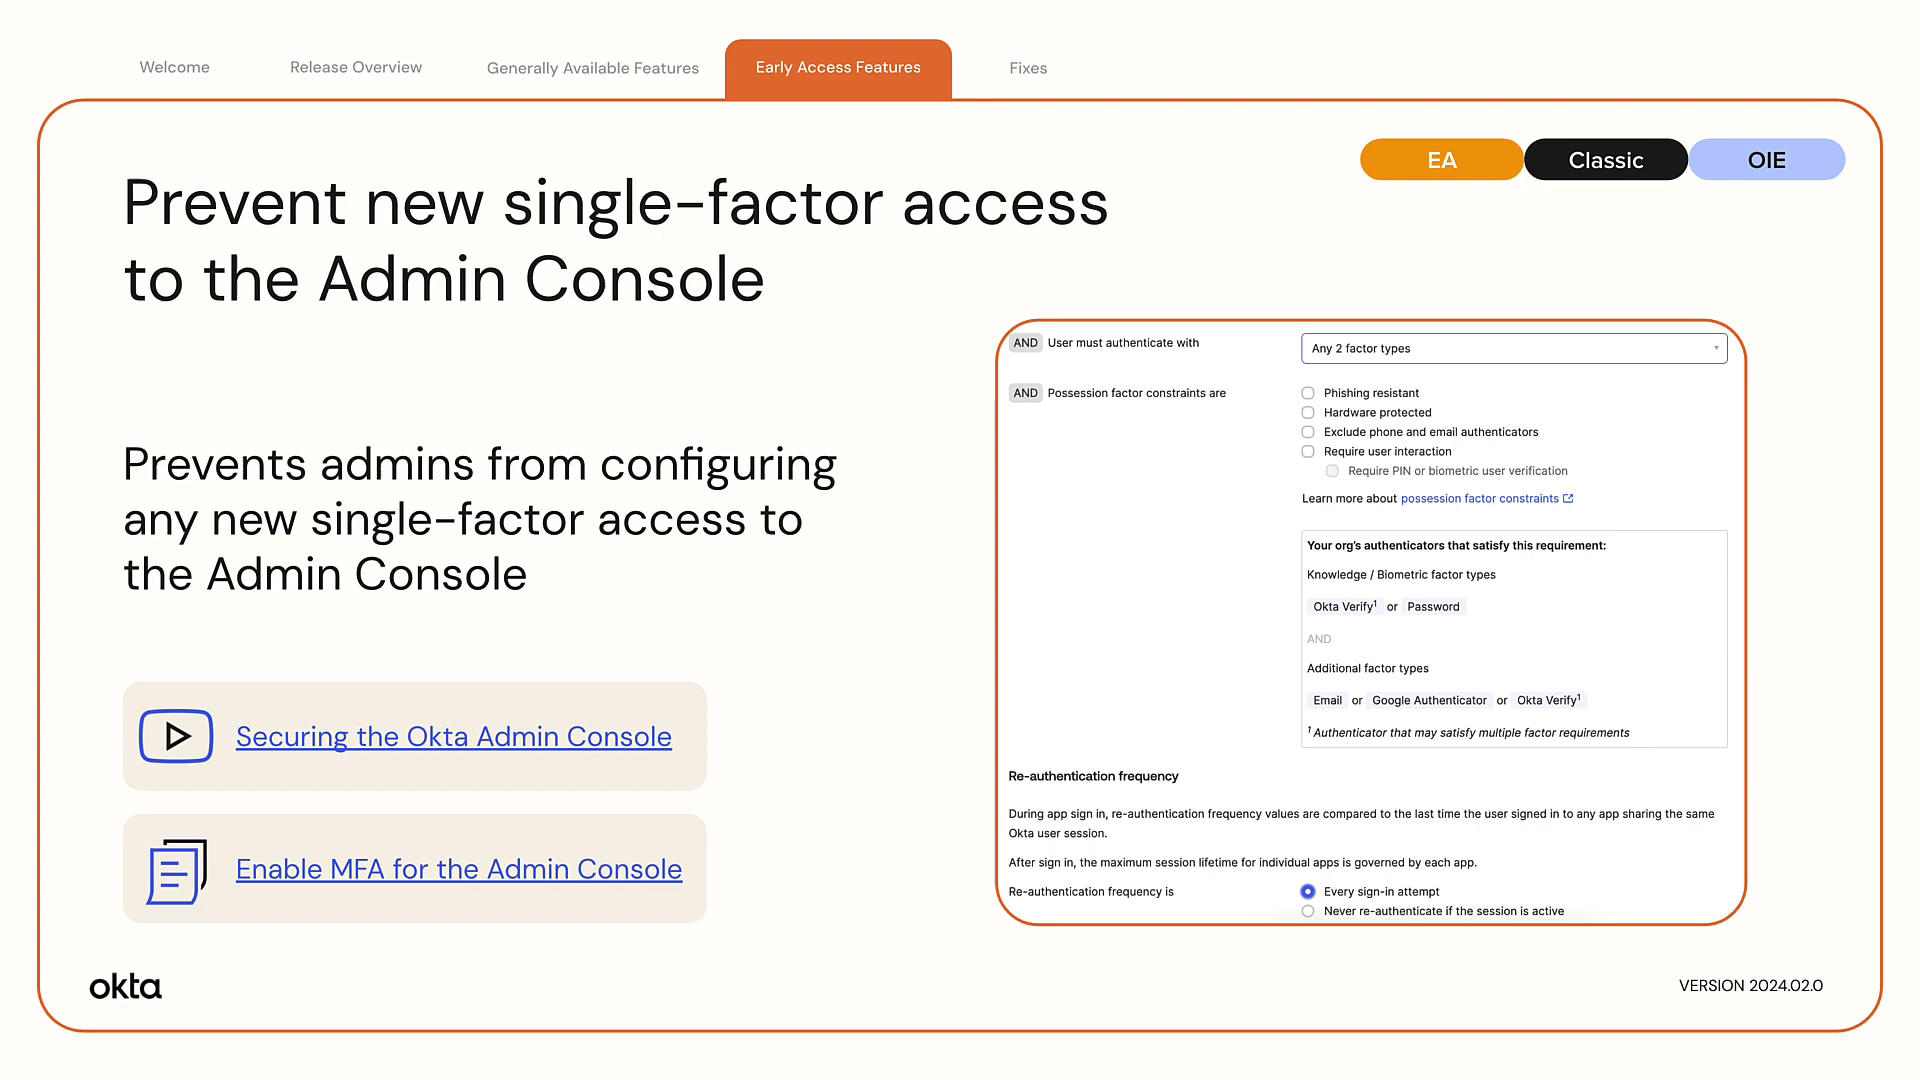 Welcome
Release Overview
Generally Available Features
Early Access Features
Fixes
EA
Classic
OIE
Prevent new single-factor access
to the Admin Console
Prevents admins from configuring
any new single-factor access to
the Admin Console
Securing the Okta Admin Console
Enable MFA for the Admin Console
AND User must authenticate with
Any 2 factor types
AND Possession factor constraints are
Phishing resistant
Hardware protected
Exclude phone and email authenticators
Require user interaction
Require PIN or biometric user verification
Learn more about possession factor constraints
Your org's authenticators that satisfy this requirement:
Knowledge / Biometric factor types
Okta Verify¹ or Password
AND
Additional factor types
Email or Google Authenticator or Okta Verify¹
¹ Authenticator that may satisfy multiple factor requirements
Re-authentication frequency
During app sign in, re-authentication frequency values are compared to the last time the user signed in to any app sharing the same
Okta user session.
After sign in, the maximum session lifetime for individual apps is governed by each app.
Re-authentication frequency is
Every sign-in attempt
Never re-authenticate if the session is active
okta
VERSION 2024.02.0